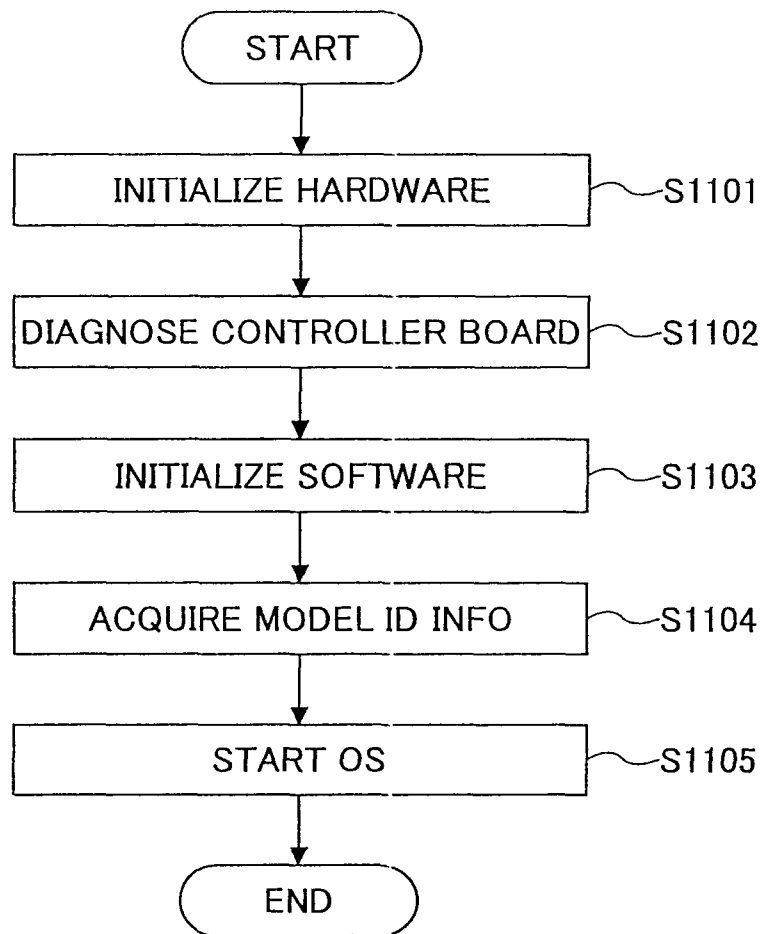 START
INITIALIZE HARDWARE S1101
DIAGNOSE CONTROLLER BOARD S1102
INITIALIZE SOFTWARE S1103
ACQUIRE MODEL ID INFO S1104
START OS S1105
END